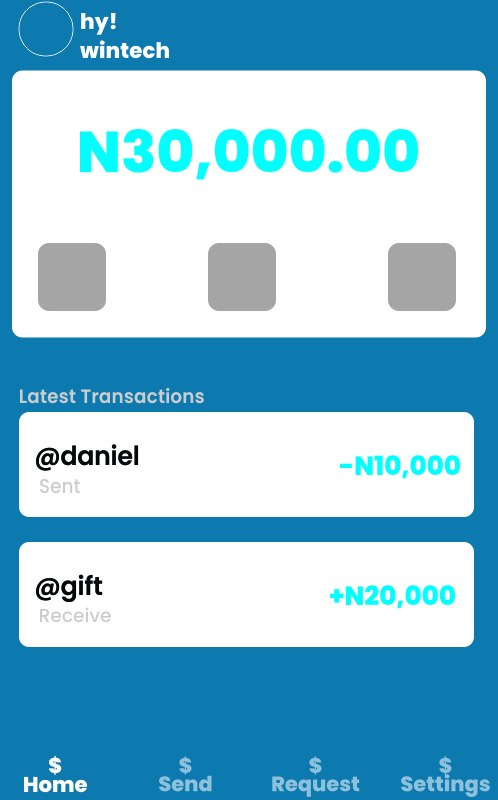 hy!
wintech
N30,000.00
Latest Transactions
@daniel
Sent
-N10,000
@gift
Receive
+N20,000
$ $ $ $
Home Send Request Settings